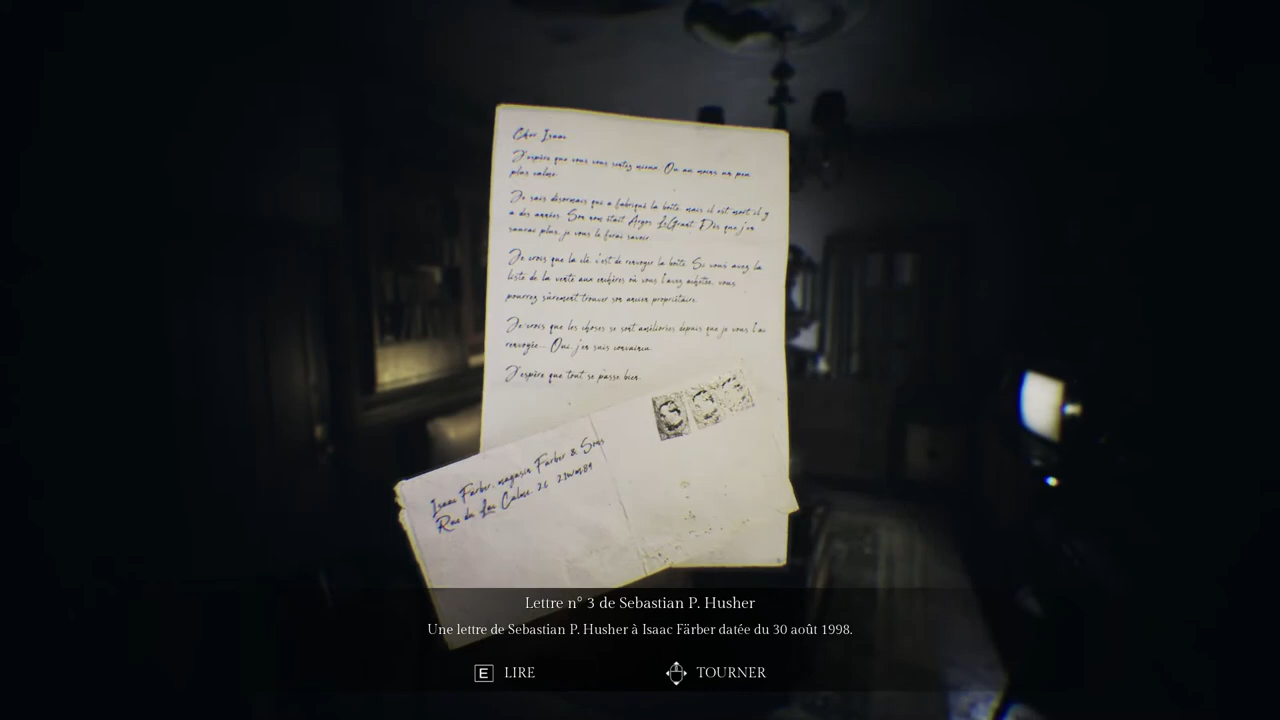 Cher Isaac
J'espère que vous vous sentez mieux. Ou au moins un peu
plus calme.
Je sais désormais qui a fabriqué la boîte, mais il est mort il y
a des années. Son nom était Argos LeGrant. Dès que j'en
saurai plus, je vous le ferai savoir.
Je crois que la clé, c'est de renvoyer la boîte. Si vous avez la
liste de la vente aux enchères où vous l'avez achetée, vous
pourrez sûrement trouver son ancien propriétaire.
Je crois que les choses se sont améliorées depuis que je vous l'ai
renvoyée... Oui, j'en suis convaincu.
J'espère que tout se passe bien.
Isaac Färber, magasin Färber & Sons
Rue du Lac Calme, 26
Lettre n° 3 de Sebastian P. Husher
Une lettre de Sebastian P. Husher à Isaac Färber datée du 30 août 1998.
E LIRE TOURNER